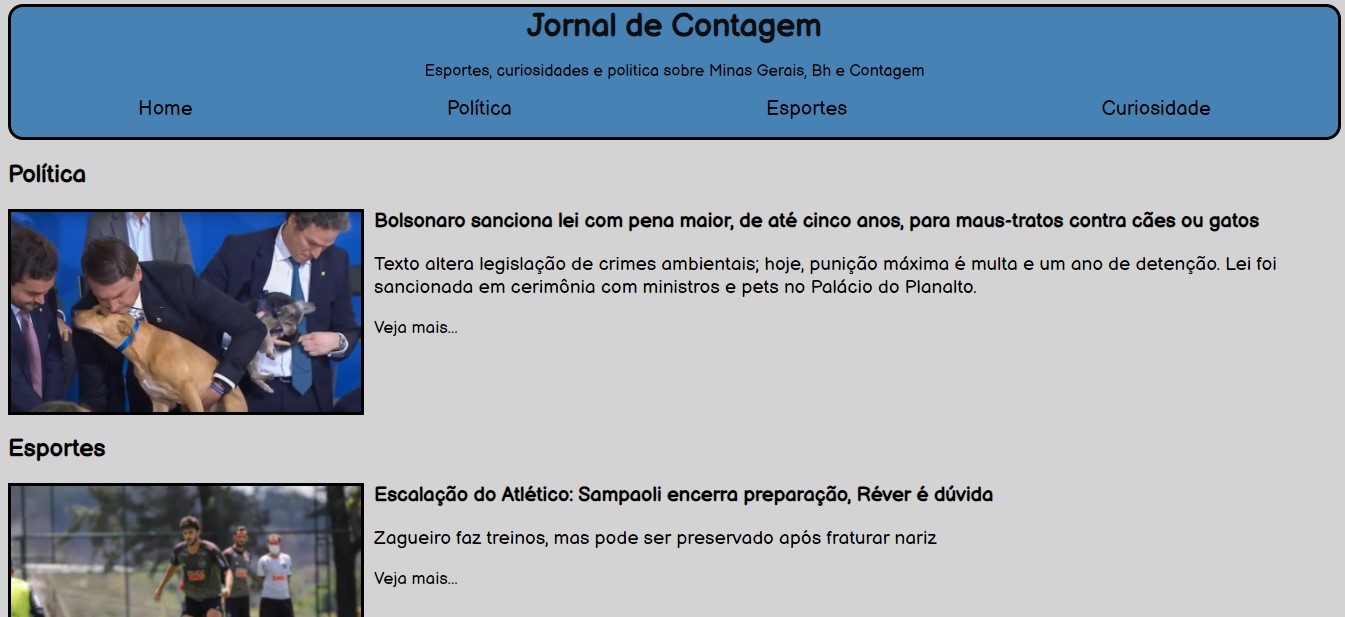 Jornal de Contagem
Esportes, curiosidades e politica sobre Minas Gerais, Bh e Contagem
Home Política Esportes Curiosidade
Política
Bolsonaro sanciona lei com pena maior, de até cinco anos, para maus-tratos contra cães ou gatos
Texto altera legislação de crimes ambientais; hoje, punição máxima é multa e um ano de detenção. Lei foi
sancionada em cerimônia com ministros e pets no Palácio do Planalto.
Veja mais...
Esportes
Escalação do Atlético: Sampaoli encerra preparação, Réver é dúvida
Zagueiro faz treinos, mas pode ser preservado após fraturar nariz
Veja mais...